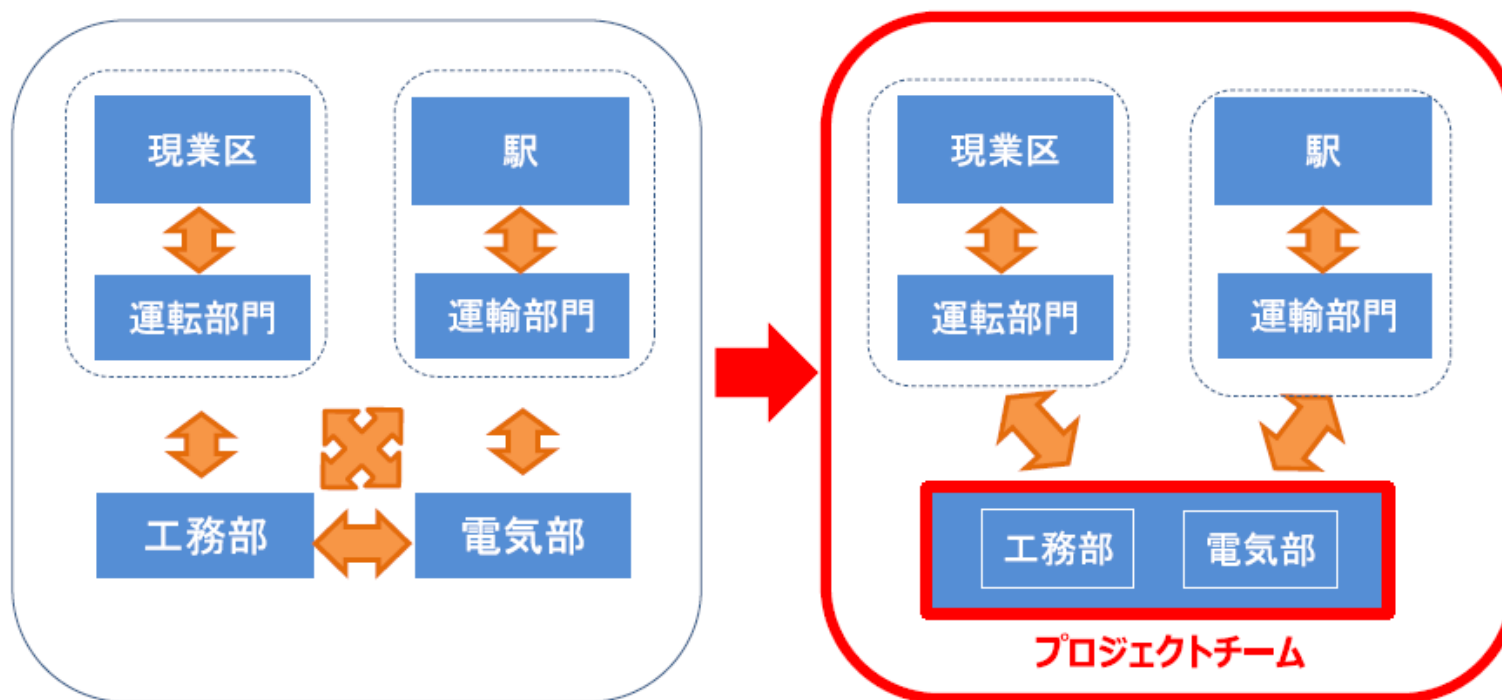 現業区
駅
運転部門
運輸部門
工務部
電気部
現業区
駅
運転部門
運輸部門
工務部
電気部
プロジェクトチーム